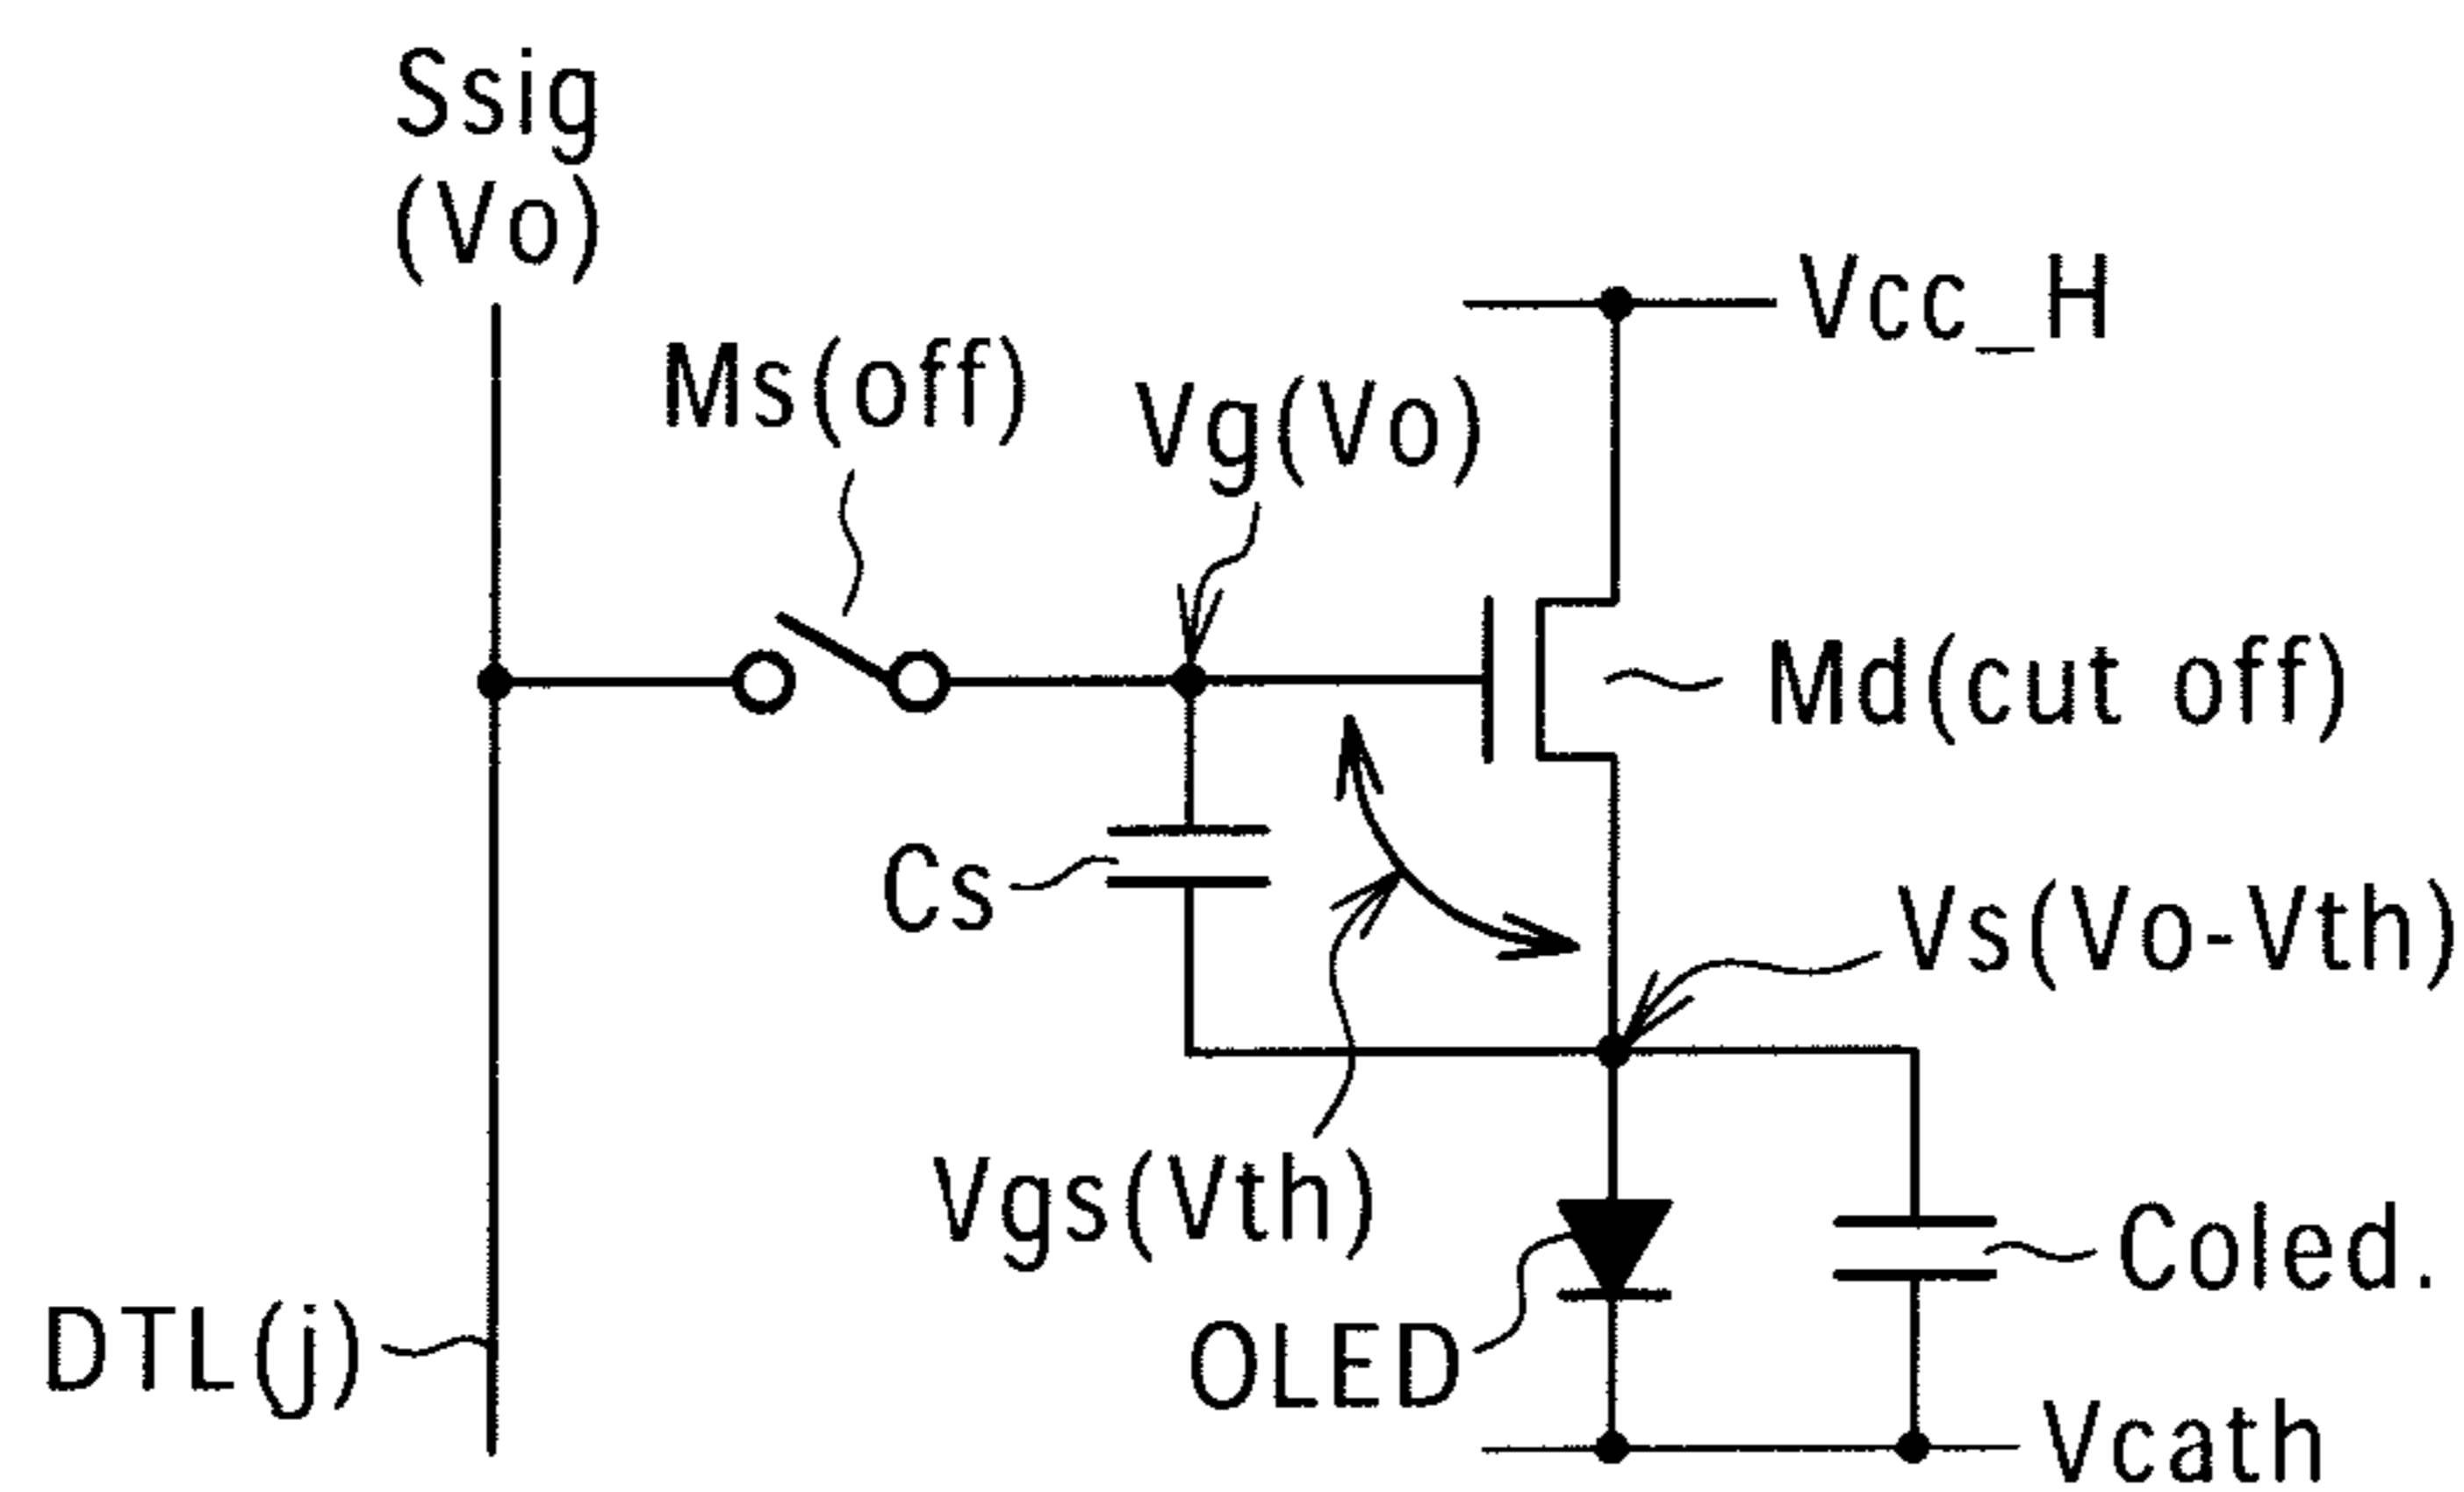 Ssig
(Vo)
Vcc_H
Ms(off)
Vg(Vo)
Md(cut off)
Cs
Vs(Vo-Vth)
Vgs(Vth)
Coled.
DTL(j)
OLED
Vcath